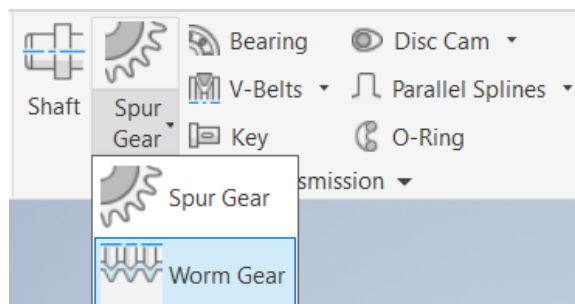 Shaft
Spur
Gear
Bearing
V-Belts
Key
Disc Cam
Parallel Splines
O-Ring
smission
Spur Gear
Worm Gear